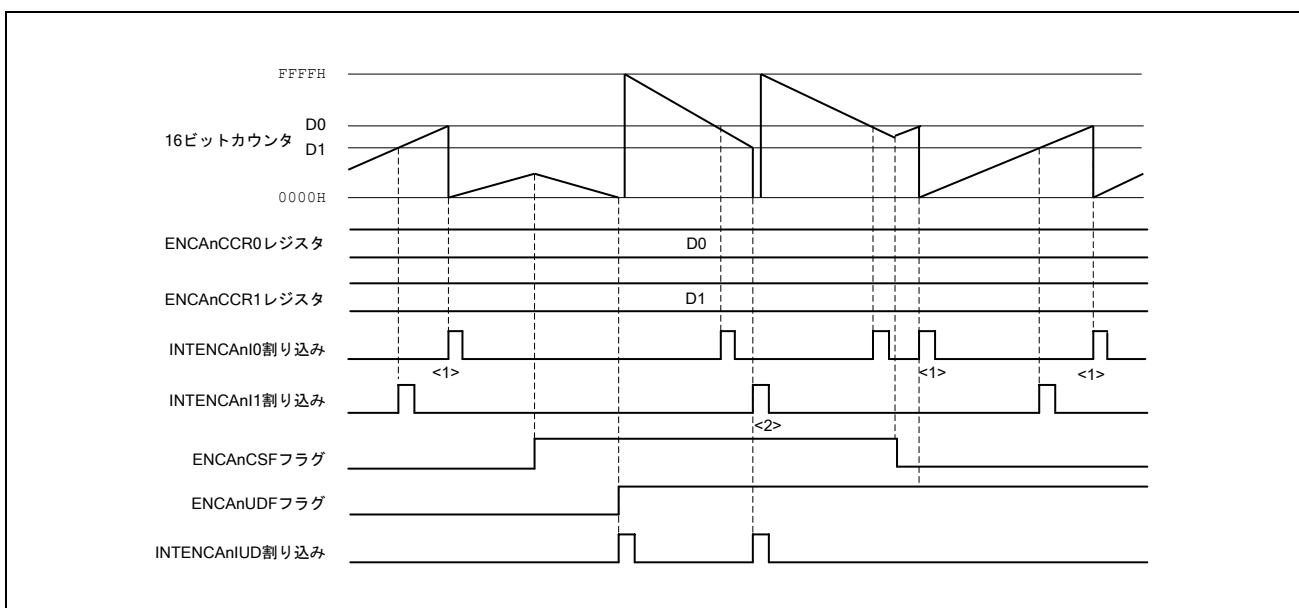 FFFFH
D0
16ビットカウンタ
D1
0000H
ENCAnCCR0レジスタ
D0
ENCAnCCR1レジスタ
D1
INTENCAnI0割り込み
<1>
<1>
<1>
INTENCAnI1割り込み
<2>
ENCAnCSFフラグ
ENCAnUDFフラグ
INTENCAnIUD割り込み